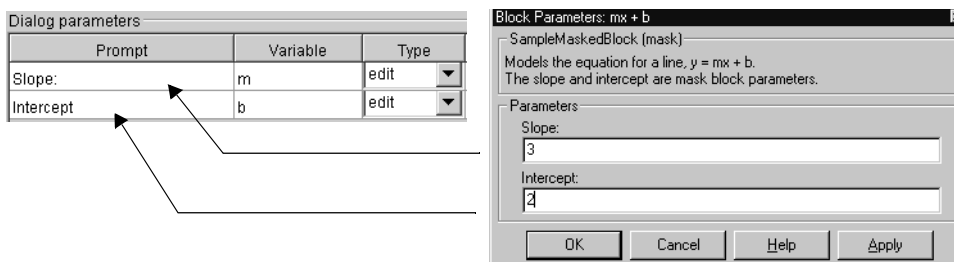 Dialog parameters
Prompt Variable Type
Slope: m edit
Intercept b edit
Block Parameters: mx + b
SampleMaskedBlock (mask)
Models the equation for a line, y = mx + b.
The slope and intercept are mask block parameters.
Parameters
Slope:
3
Intercept:
2
OK Cancel Help Apply